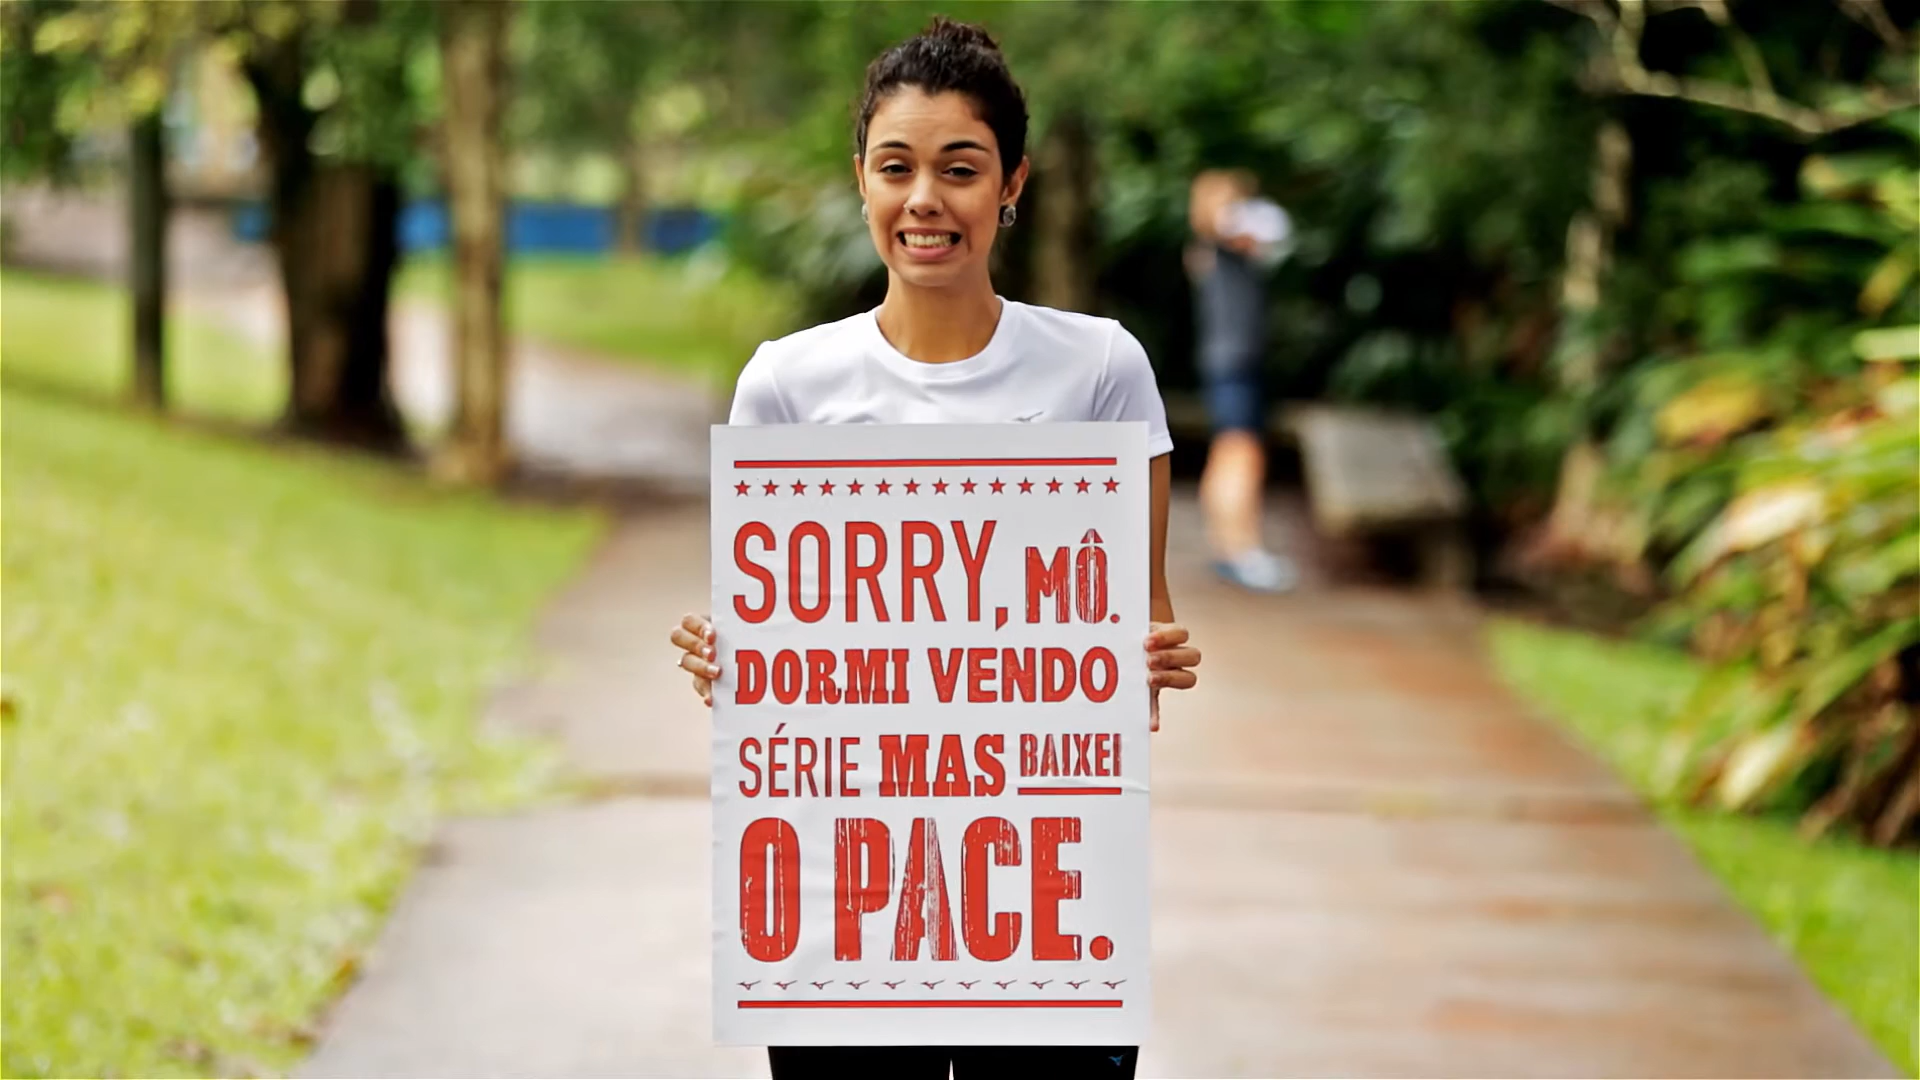 SORRY, MÔ.
DORMI VENDO
SÉRIE MAS BAIXEI
O PACE.